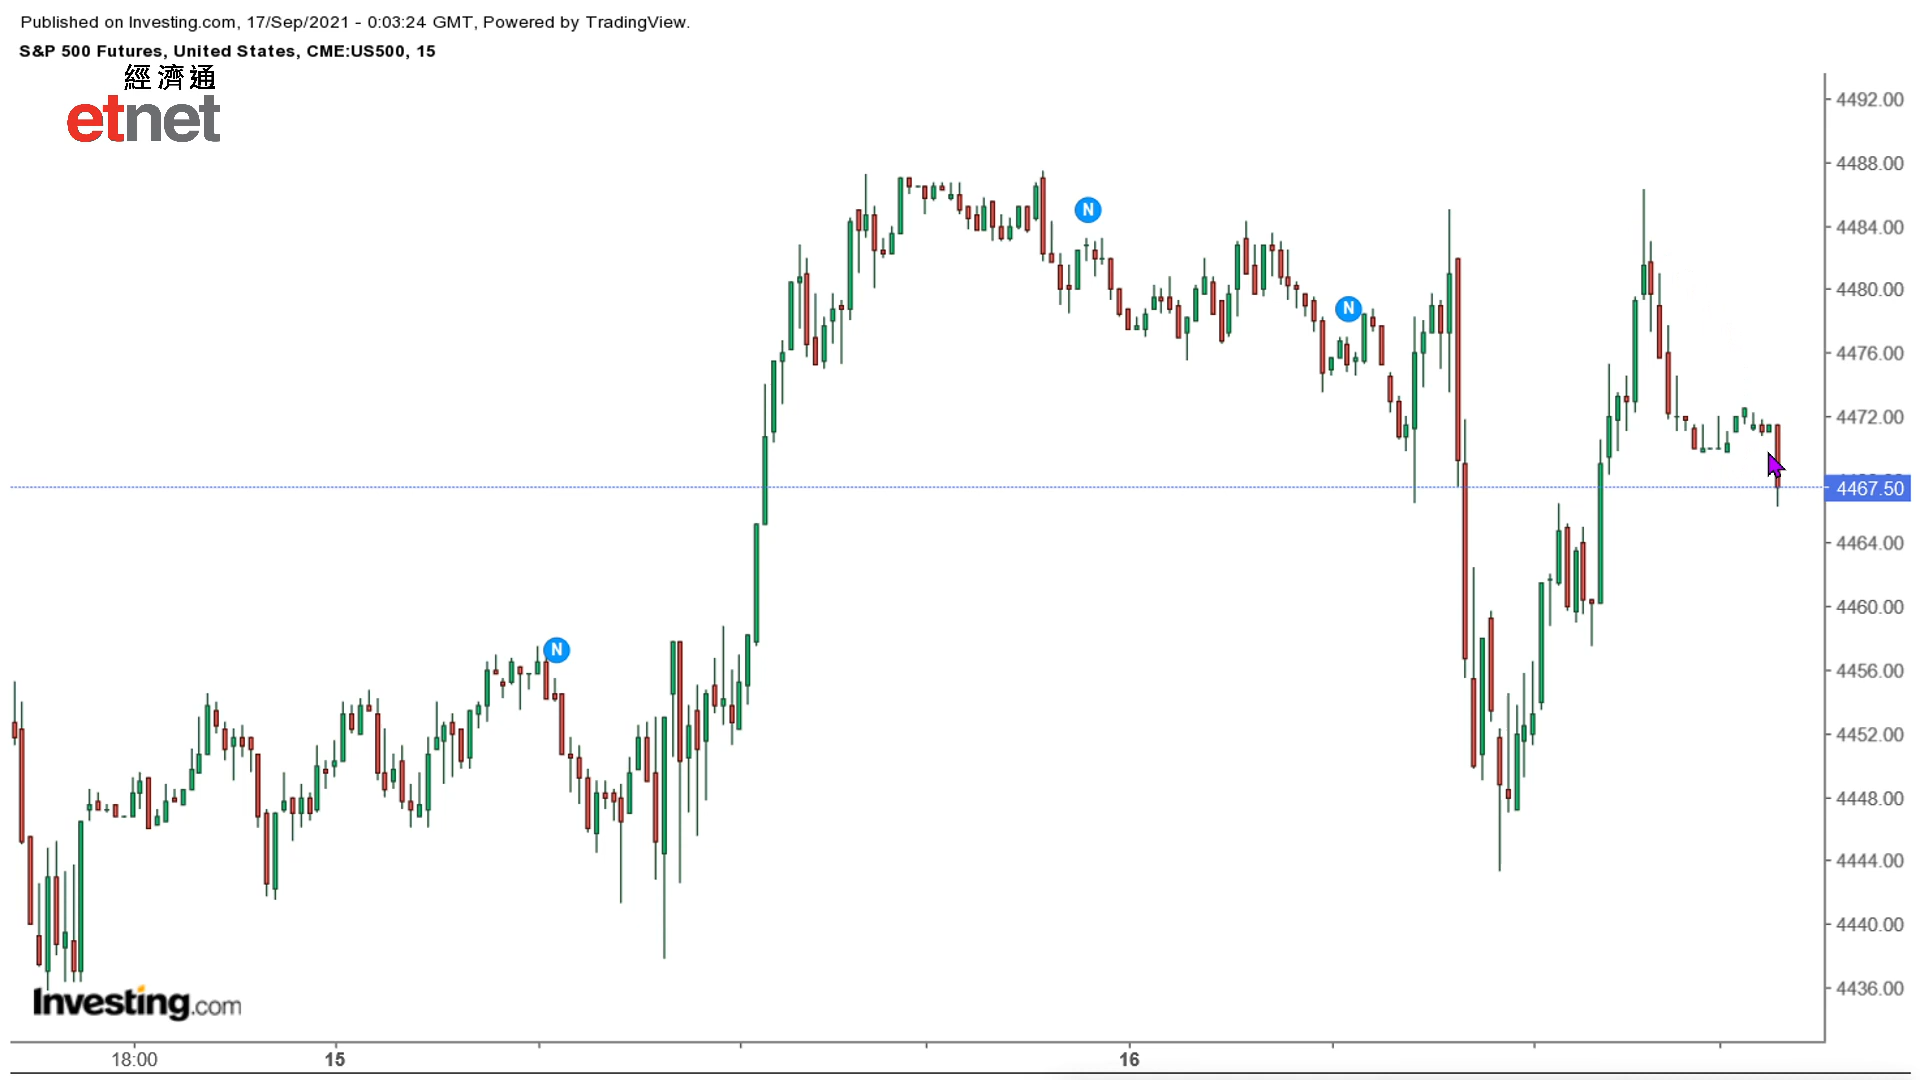 Published on Investing.com, 17/Sep/2021 - 0:03:24 GMT, Powered by TradingView.
S&P 500 Futures, United States, CME:US500, 15
經濟通
etnet
4492.00
4488.00
4484.00
N
4480.00
N
4476.00
4472.00
4467.50
4464.00
4460.00
N
4456.00
4452.00
4448.00
4444.00
4440.00
4436.00
Investing.com
18:00
15
16